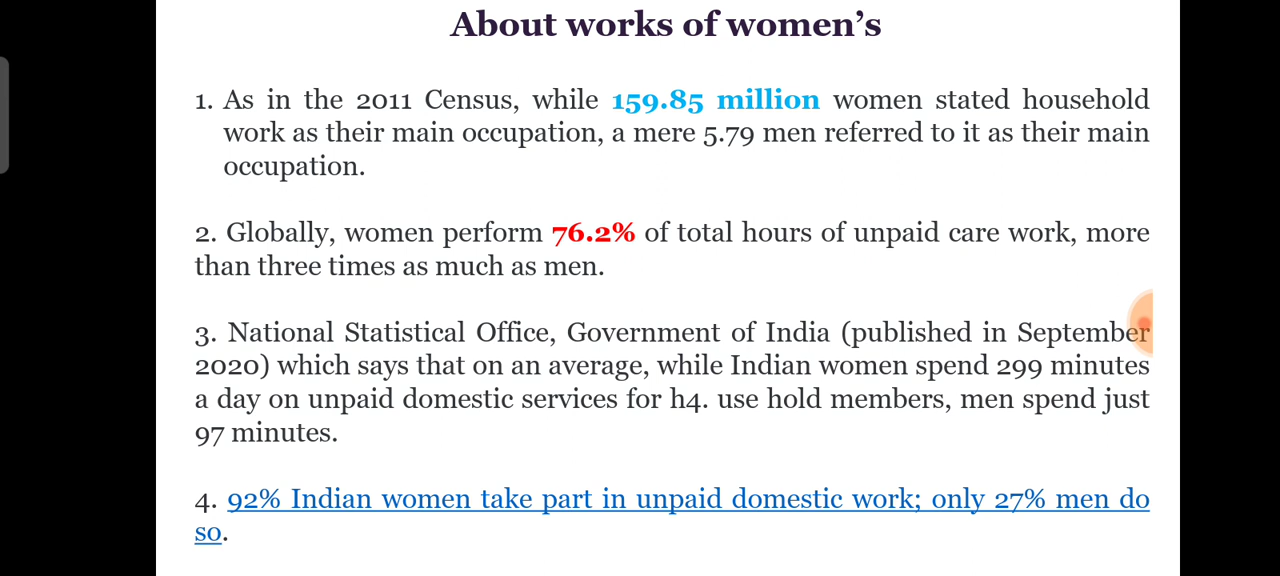 About works of women’s
1. As in the 2011 Census, while 159.85 million women stated household
work as their main occupation, a mere 5.79 men referred to it as their main
occupation.
2. Globally, women perform 76.2% of total hours of unpaid care work, more
than three times as much as men.
3. National Statistical Office, Government of India (published in September
2020) which says that on an average, while Indian women spend 299 minutes
a day on unpaid domestic services for h4. use hold members, men spend just
97 minutes.
4. 92% Indian women take part in unpaid domestic work; only 27% men do
so.